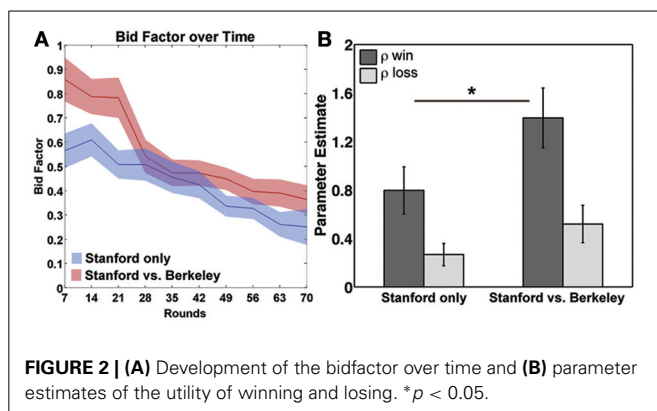 A
Bid Factor over Time
1
0.9
0.8
0.7
0.6
0.5
0.4
0.3
0.2
0.1
0
Bid Factor
Stanford only
Stanford vs. Berkeley
7 14 21 28 35 42 49 56 63 70
Rounds
B
2
1.6
1.2
0.8
0.4
0
Parameter Estimate
ρ win
ρ loss
*
Stanford only Stanford vs. Berkeley
FIGURE 2 | (A) Development of the bidfactor over time and (B) parameter
estimates of the utility of winning and losing. *p < 0.05.